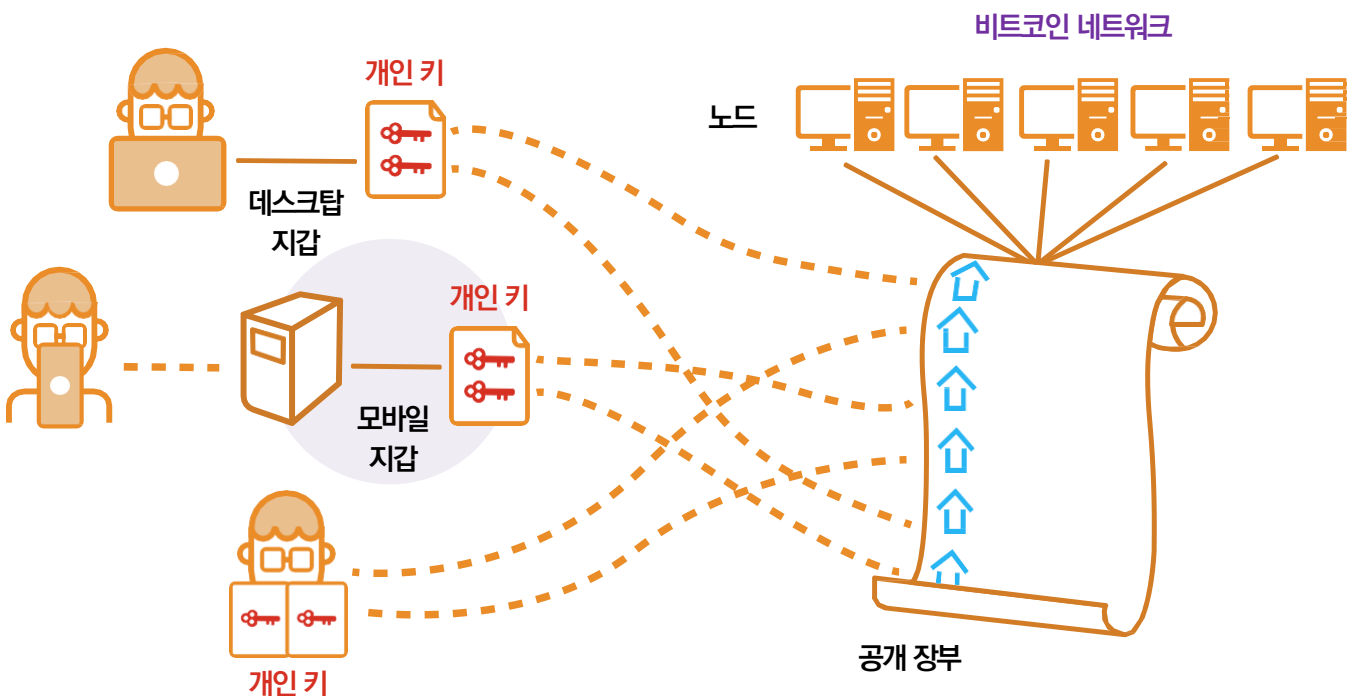 비트코인 네트워크
개인 키
노드
데스크탑
지갑
개인 키
모바일
지갑
공개 장부
개인 키